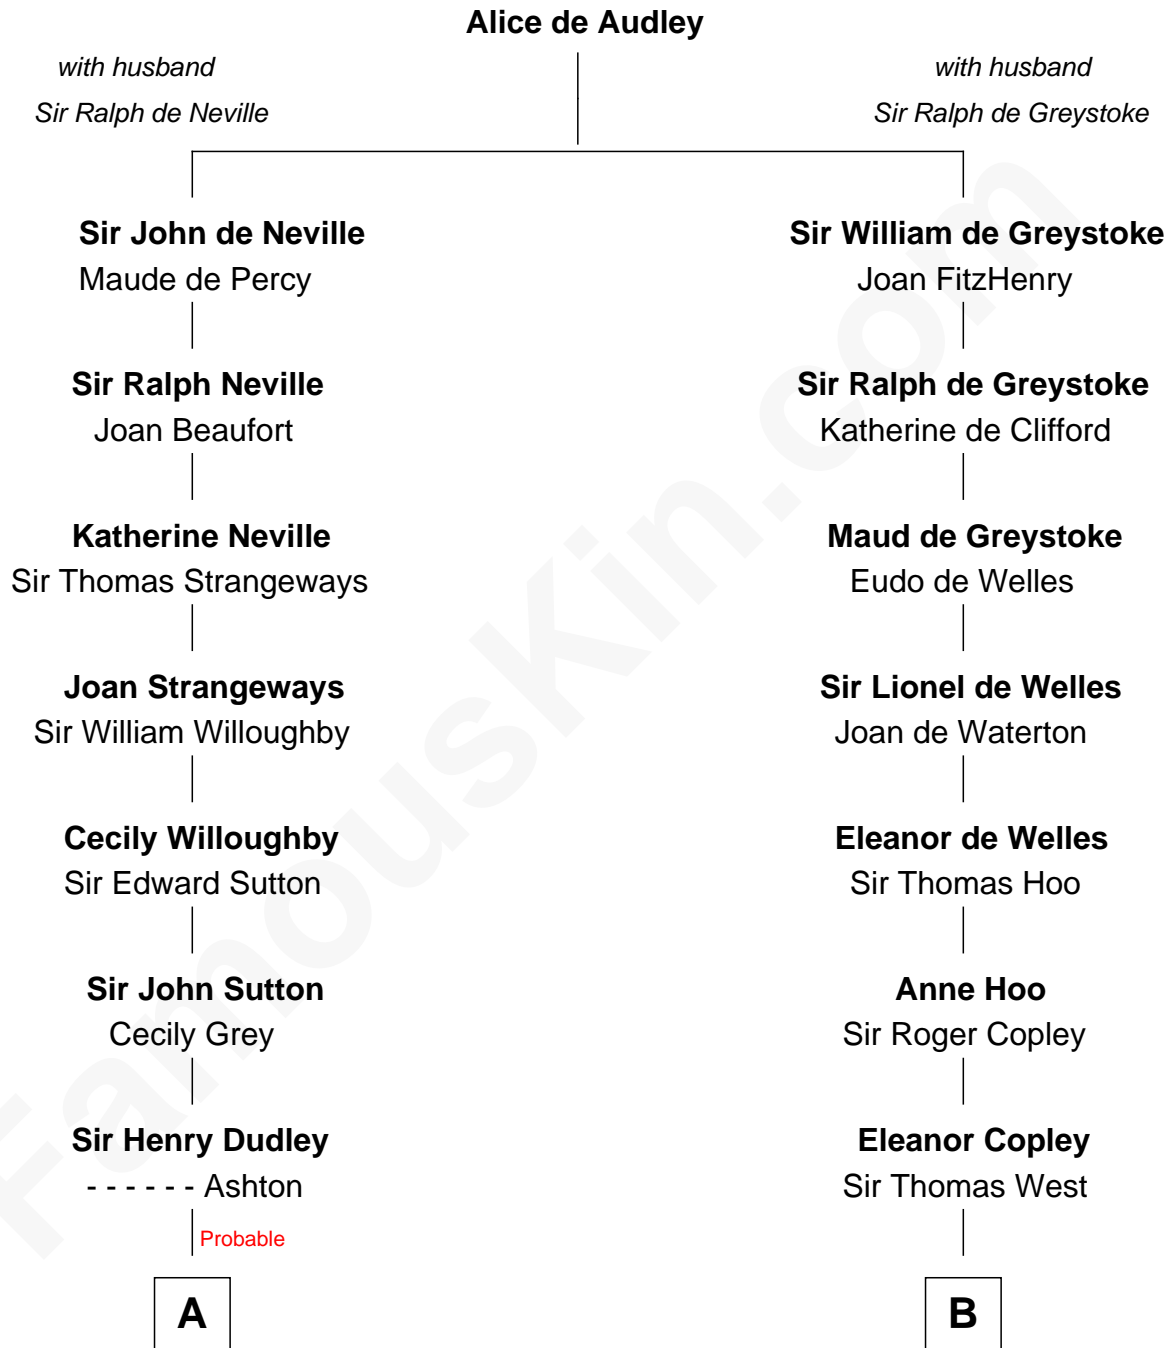 Alice de Audley
with husband
Sir Ralph de Neville
with husband
Sir Ralph de Greystoke
Sir John de Neville
Maude de Percy
Sir William de Greystoke
Joan FitzHenry
Sir Ralph Neville
Joan Beaufort
Sir Ralph de Greystoke
Katherine de Clifford
Katherine Neville
Sir Thomas Strangeways
Maud de Greystoke
Eudo de Welles
Joan Strangeways
Sir William Willoughby
Sir Lionel de Welles
Joan de Waterton
Cecily Willoughby
Sir Edward Sutton
Eleanor de Welles
Sir Thomas Hoo
Sir John Sutton
Cecily Grey
Anne Hoo
Sir Roger Copley
Sir Henry Dudley
- - - - - - Ashton
Eleanor Copley
Sir Thomas West
Probable
A
B
FamousKin.com